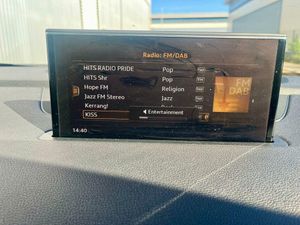 Radio: FM/DAB
HITS RADIO PRIDE Pop
HITS Shr Pop
Hope FM Religion
Jazz FM Stereo Jazz
Kerrang! Rock
KISS
Entertainment
FM
DAB
14:40